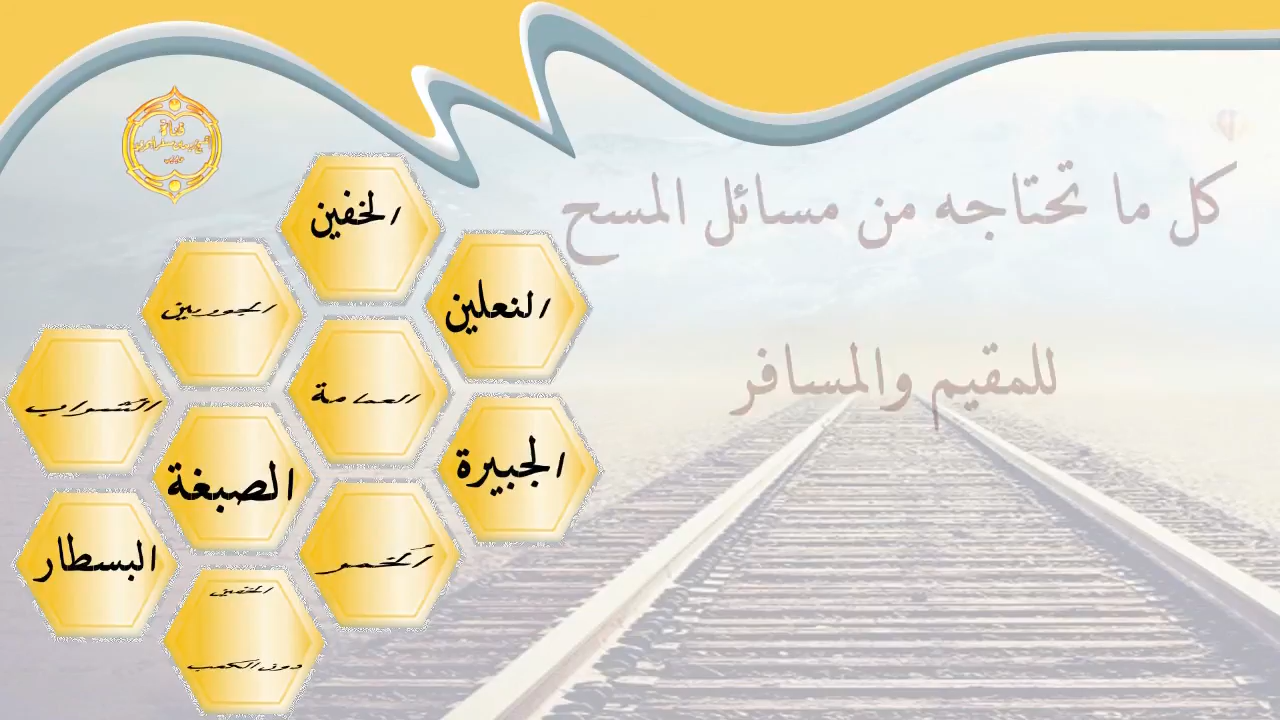 كل ما تحتاجه من مسائل المسح
للمقيم والمسافر
الخفين
النعلين
الجوربين
العمامة
الشراب
الجبيرة
الصبغة
الخمر
البسطار
الخفين
دون الكعب
قناة